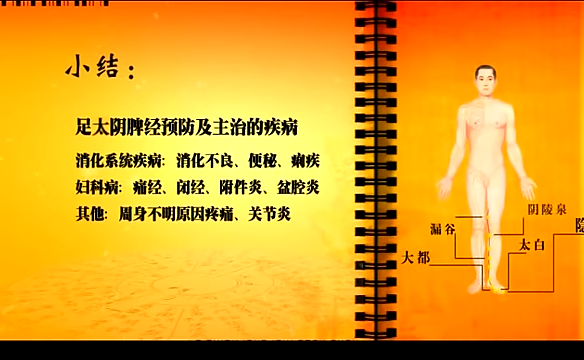 小结：
足太阴脾经预防及主治的疾病
消化系统疾病：消化不良、便秘、痢疾
妇科病：痛经、闭经、附件炎、盆腔炎
其他：周身不明原因疼痛、关节炎
阴陵泉
漏谷
太白
大都